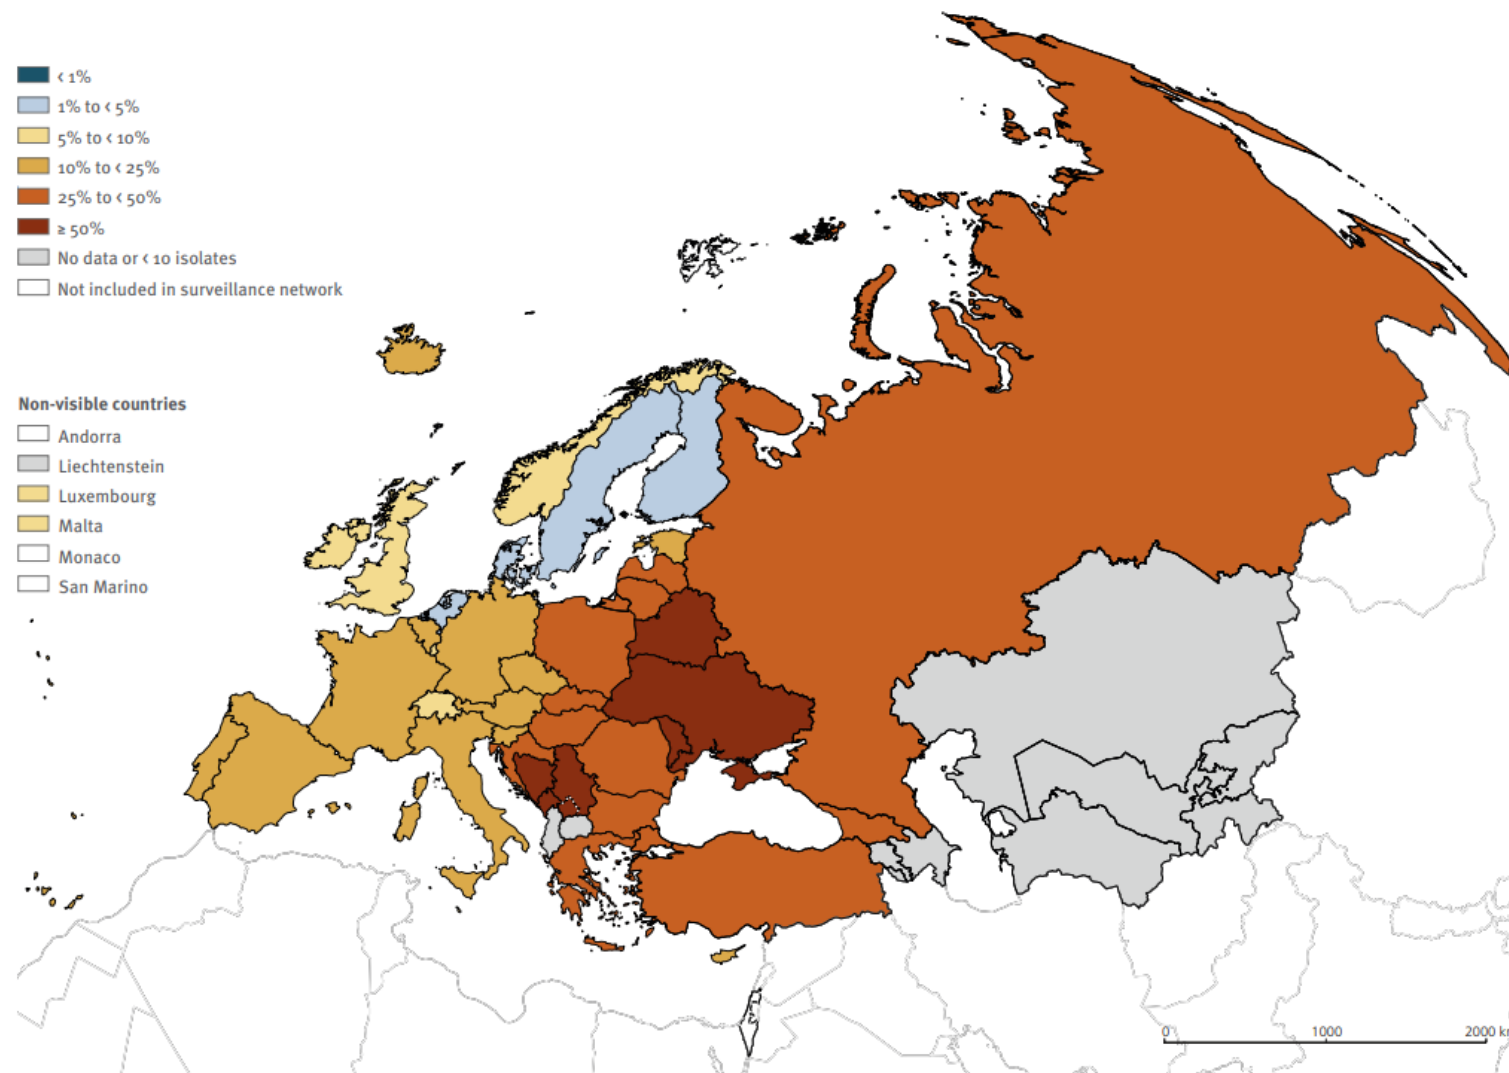 < 1%
1% to < 5%
5% to < 10%
10% to < 25%
25% to < 50%
≥ 50%
No data or < 10 isolates
Not included in surveillance network
Non-visible countries
Andorra
Liechtenstein
Luxembourg
Malta
Monaco
San Marino
0 1000 2000 k